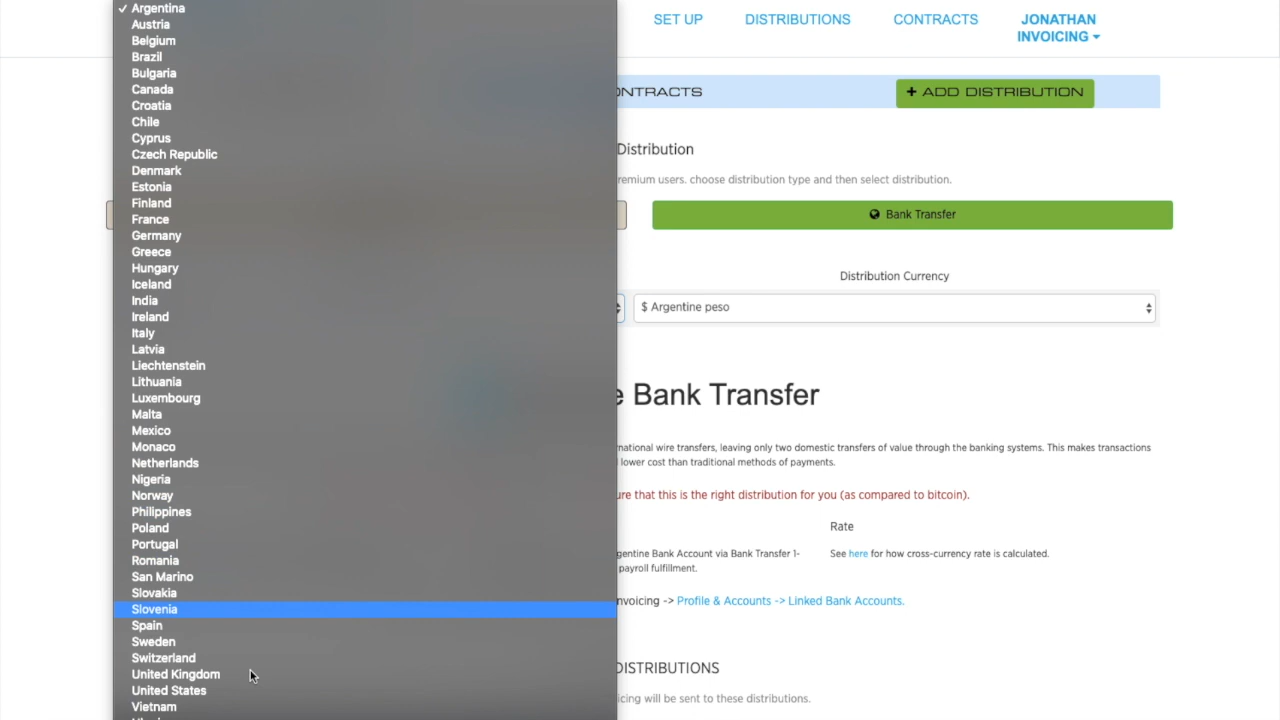 ✓ Argentina
Austria
Belgium
Brazil
Bulgaria
Canada
Croatia
Chile
Cyprus
Czech Republic
Denmark
Estonia
Finland
France
Germany
Greece
Hungary
Iceland
India
Ireland
Italy
Latvia
Liechtenstein
Lithuania
Luxembourg
Malta
Mexico
Monaco
Netherlands
Nigeria
Norway
Philippines
Poland
Portugal
Romania
San Marino
Slovakia
Slovenia
Spain
Sweden
Switzerland
United Kingdom
United States
Vietnam
SET UP DISTRIBUTIONS CONTRACTS JONATHAN
INVOICING
ONTRACTS + ADD DISTRIBUTION
Distribution
remium users. choose distribution type and then select distribution.
Bank Transfer
Distribution Currency
$ Argentine peso
e Bank Transfer
national wire transfers, leaving only two domestic transfers of value through the banking systems. This makes transactions
lower cost than traditional methods of payments.
ure that this is the right distribution for you (as compared to bitcoin).
Rate
gentine Bank Account via Bank Transfer 1- See here for how cross-currency rate is calculated.
payroll fulfillment.
nvoicing -> Profile & Accounts -> Linked Bank Accounts.
DISTRIBUTIONS
icing will be sent to these distributions.